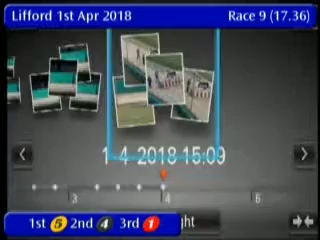 Lifford 1st Apr 2018 Race 9 (17.36)
1-4-2018 15:09
3 4 6
1st 5 2nd 4 3rd 1